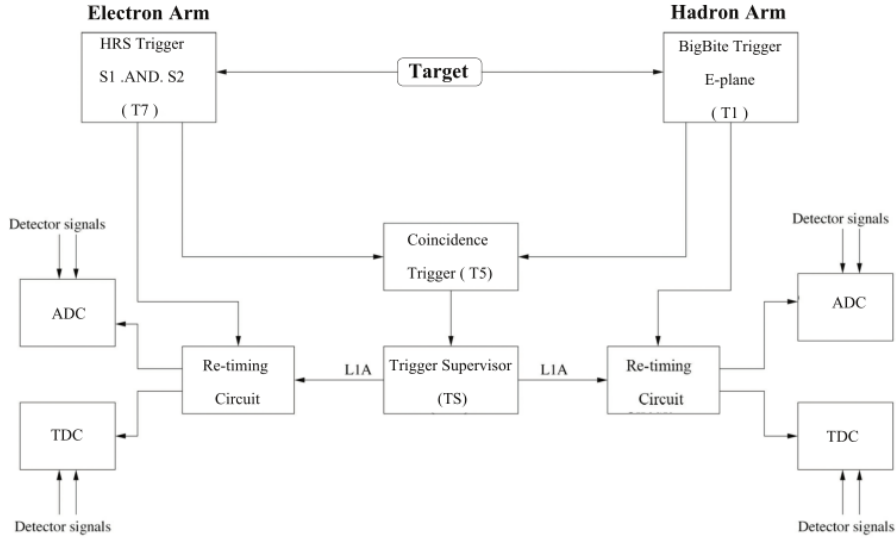 Electron Arm
Hadron Arm
HRS Trigger
S1 .AND. S2
( T7 )
Target
BigBite Trigger
E-plane
( T1 )
Detector signals
Detector signals
Coincidence
Trigger ( T5)
ADC
ADC
Re-timing
Circuit
L1A
Trigger Supervisor
(TS)
L1A
Re-timing
Circuit
TDC
TDC
Detector signals
Detector signals